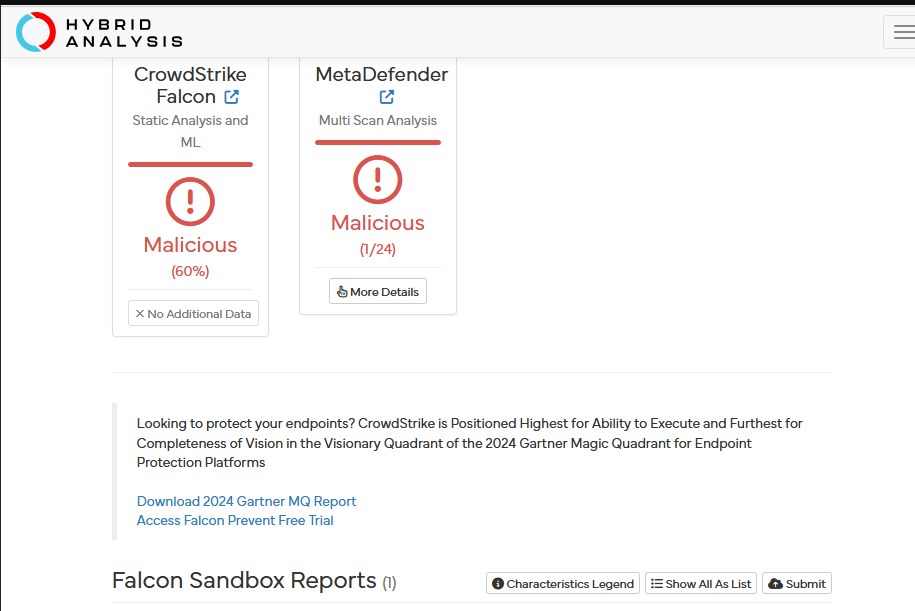 HYBRID
ANALYSIS
CrowdStrike
Falcon
Static Analysis and
ML
Malicious
(60%)
No Additional Data
MetaDefender
Multi Scan Analysis
Malicious
(1/24)
More Details
Looking to protect your endpoints? CrowdStrike is Positioned Highest for Ability to Execute and Furthest for
Completeness of Vision in the Visionary Quadrant of the 2024 Gartner Magic Quadrant for Endpoint
Protection Platforms
Download 2024 Gartner MQ Report
Access Falcon Prevent Free Trial
Falcon Sandbox Reports (1)
Characteristics Legend
Show All As List
Submit